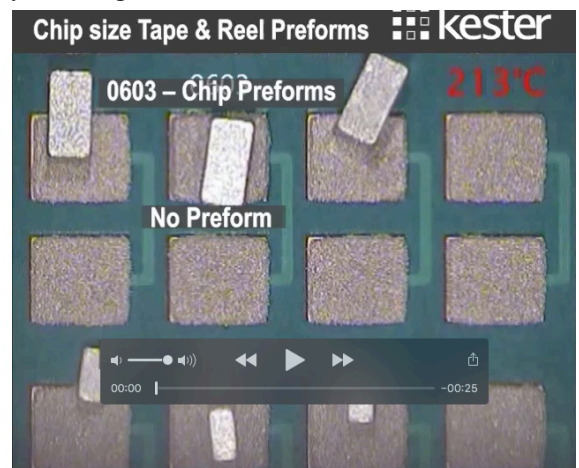 Chip size Tape & Reel Preforms kester
0603 – Chip Preforms
213°C
No Preform
00:00 -00:25